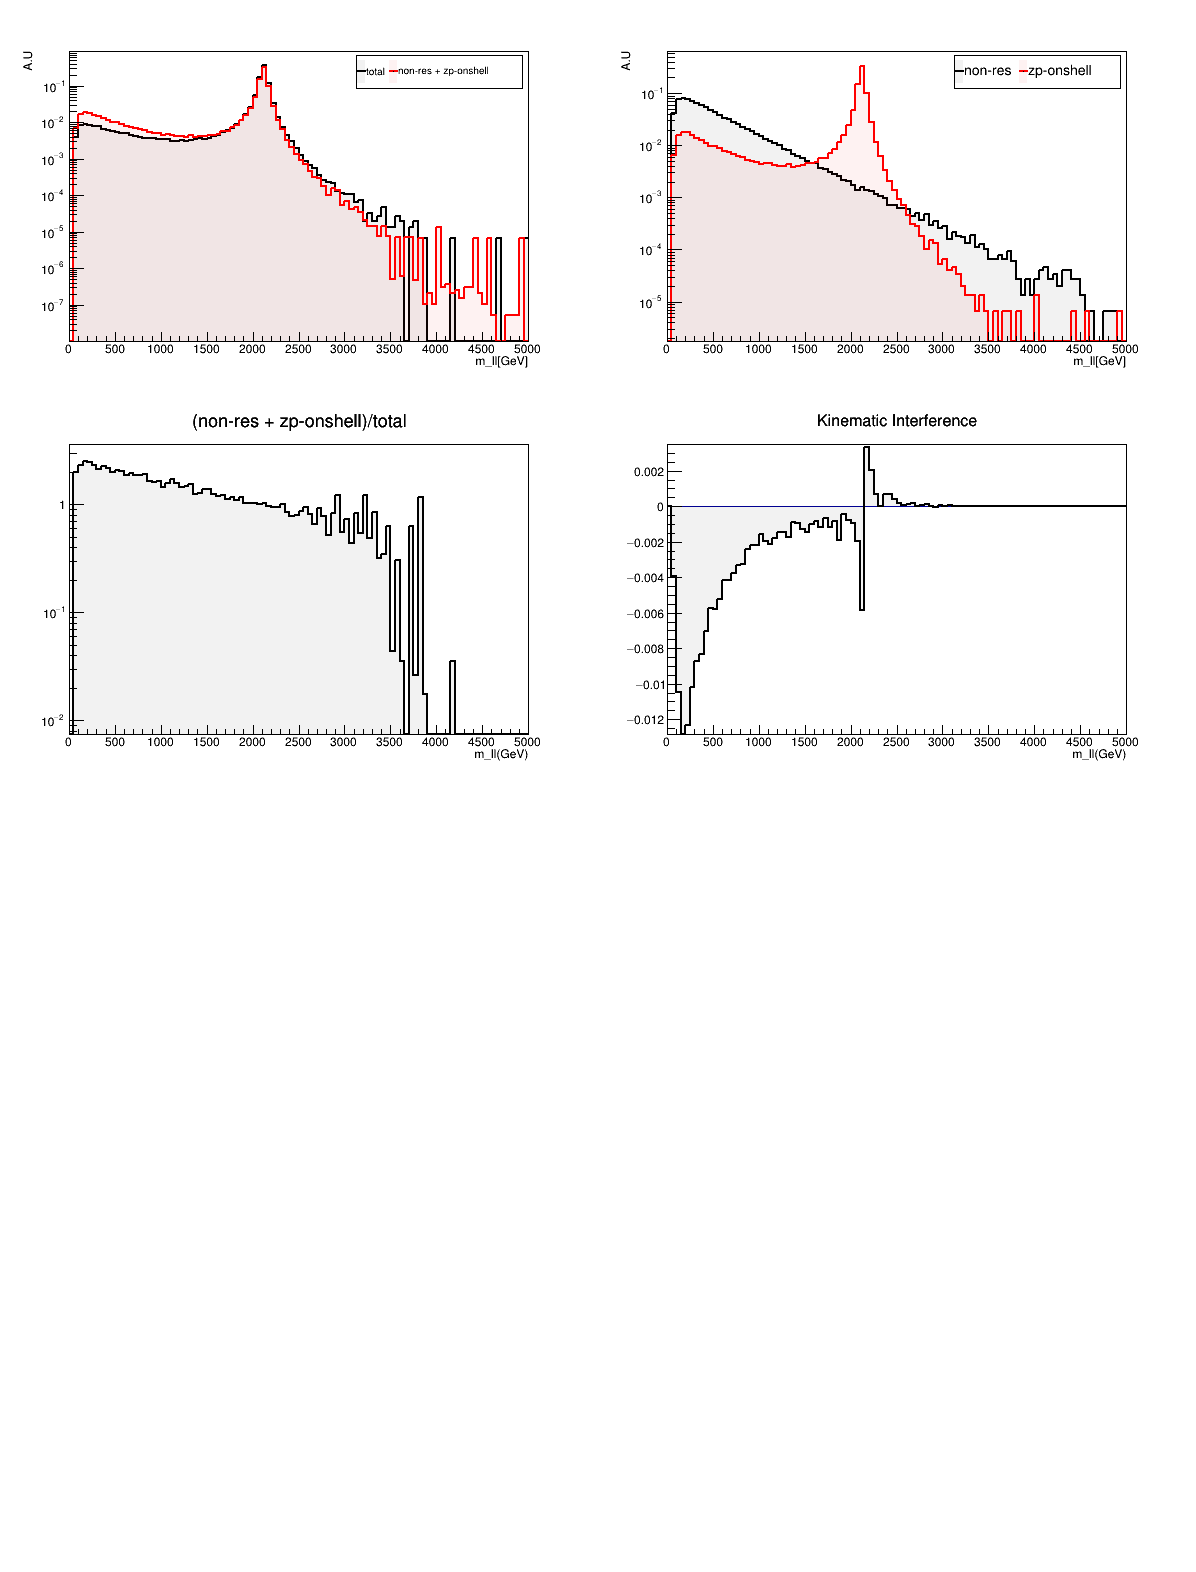 A.U
total non-res + zp-onshell
10⁻¹
10⁻²
10⁻³
10⁻⁴
10⁻⁵
10⁻⁶
10⁻⁷
0 500 1000 1500 2000 2500 3000 3500 4000 4500 5000
m_ll[GeV]
A.U
non-res zp-onshell
10⁻¹
10⁻²
10⁻³
10⁻⁴
10⁻⁵
0 500 1000 1500 2000 2500 3000 3500 4000 4500 5000
m_ll[GeV]
(non-res + zp-onshell)/total
1
10⁻¹
10⁻²
0 500 1000 1500 2000 2500 3000 3500 4000 4500 5000
m_ll(GeV)
Kinematic Interference
0.002
0
−0.002
−0.004
−0.006
−0.008
−0.01
−0.012
0 500 1000 1500 2000 2500 3000 3500 4000 4500 5000
m_ll(GeV)